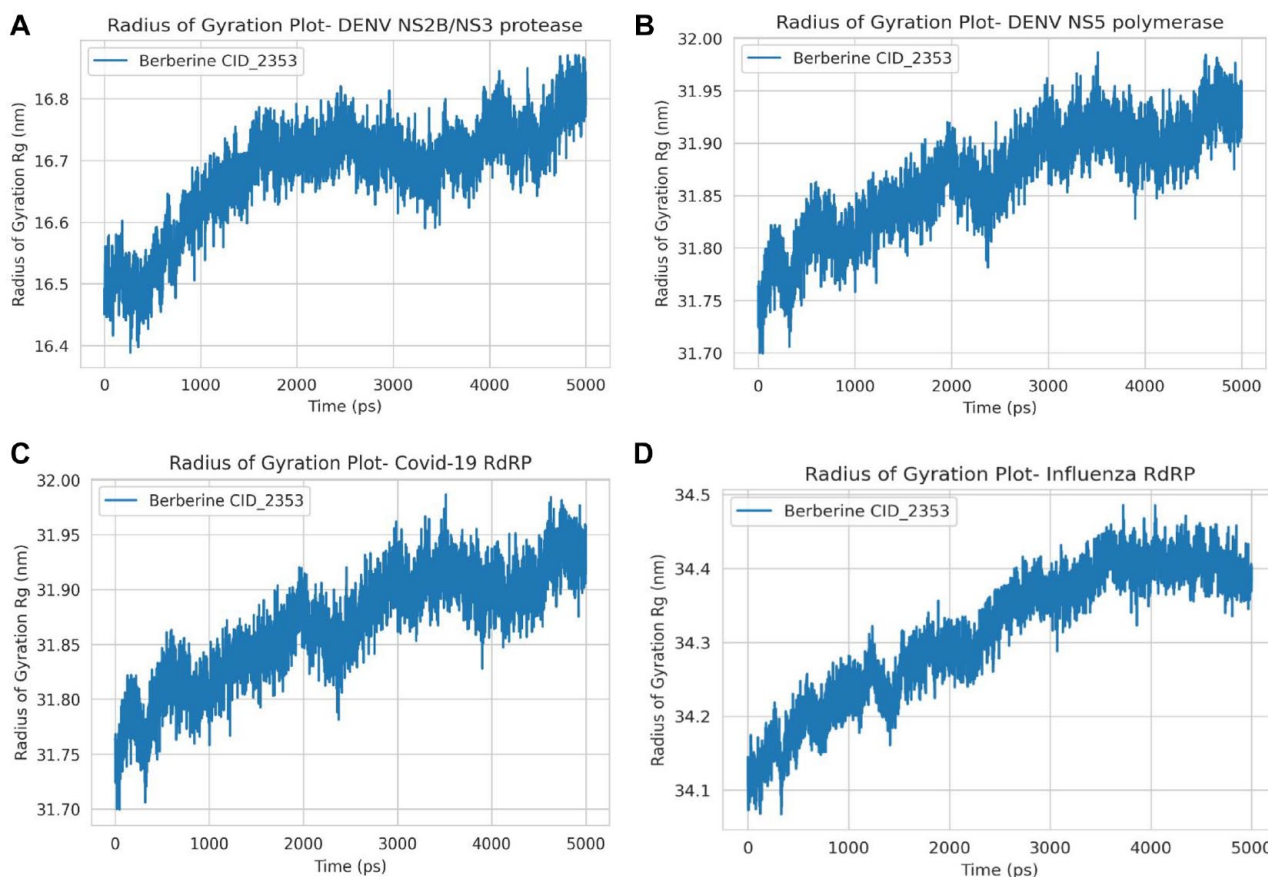 A
Radius of Gyration Plot- DENV NS2B/NS3 protease
Berberine CID_2353
Radius of Gyration Rg (nm)
16.8
16.7
16.6
16.5
16.4
0 1000 2000 3000 4000 5000
Time (ps)
B
Radius of Gyration Plot- DENV NS5 polymerase
Berberine CID_2353
Radius of Gyration Rg (nm)
32.00
31.95
31.90
31.85
31.80
31.75
31.70
0 1000 2000 3000 4000 5000
Time (ps)
C
Radius of Gyration Plot- Covid-19 RdRP
Berberine CID_2353
Radius of Gyration Rg (nm)
32.00
31.95
31.90
31.85
31.80
31.75
31.70
0 1000 2000 3000 4000 5000
Time (ps)
D
Radius of Gyration Plot- Influenza RdRP
Berberine CID_2353
Radius of Gyration Rg (nm)
34.5
34.4
34.3
34.2
34.1
0 1000 2000 3000 4000 5000
Time (ps)